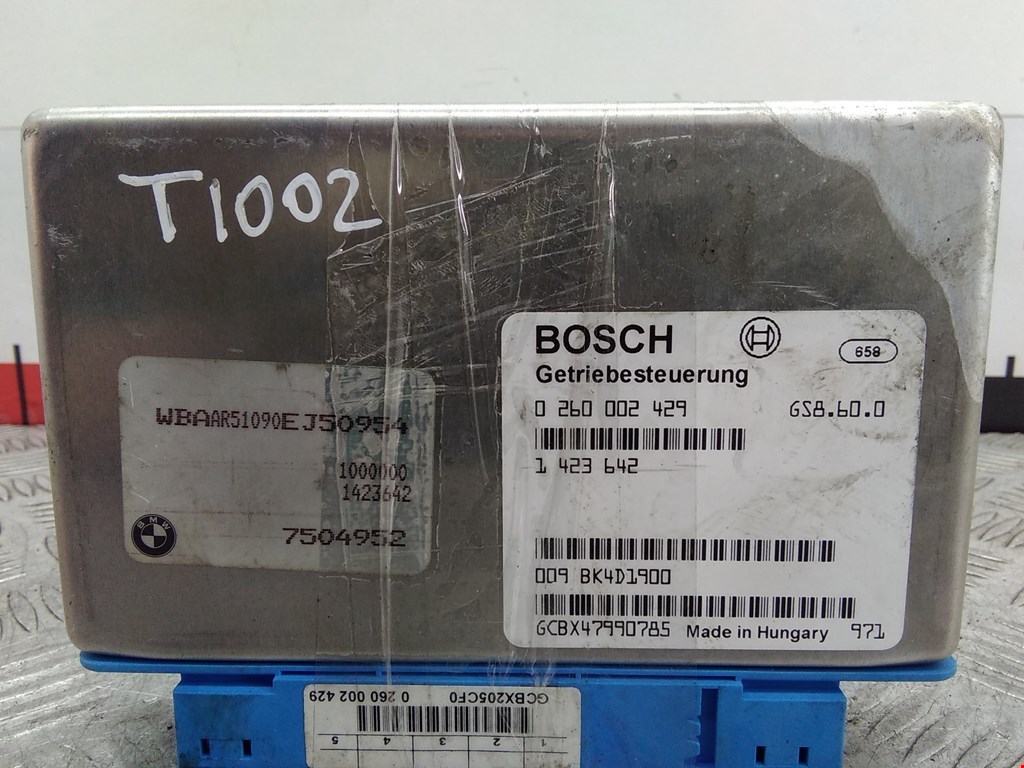 T1002
WBAAR51090EJ50954
1000000
1423642
BMW
7504952
BOSCH
658
Getriebesteuerung
0 260 002 429 GS8.60.0
1 423 642
009 BK4D1900
GCBX47990785 Made in Hungary 971
GCBX205CF0 0 260 002 429
1 2 3 4 5